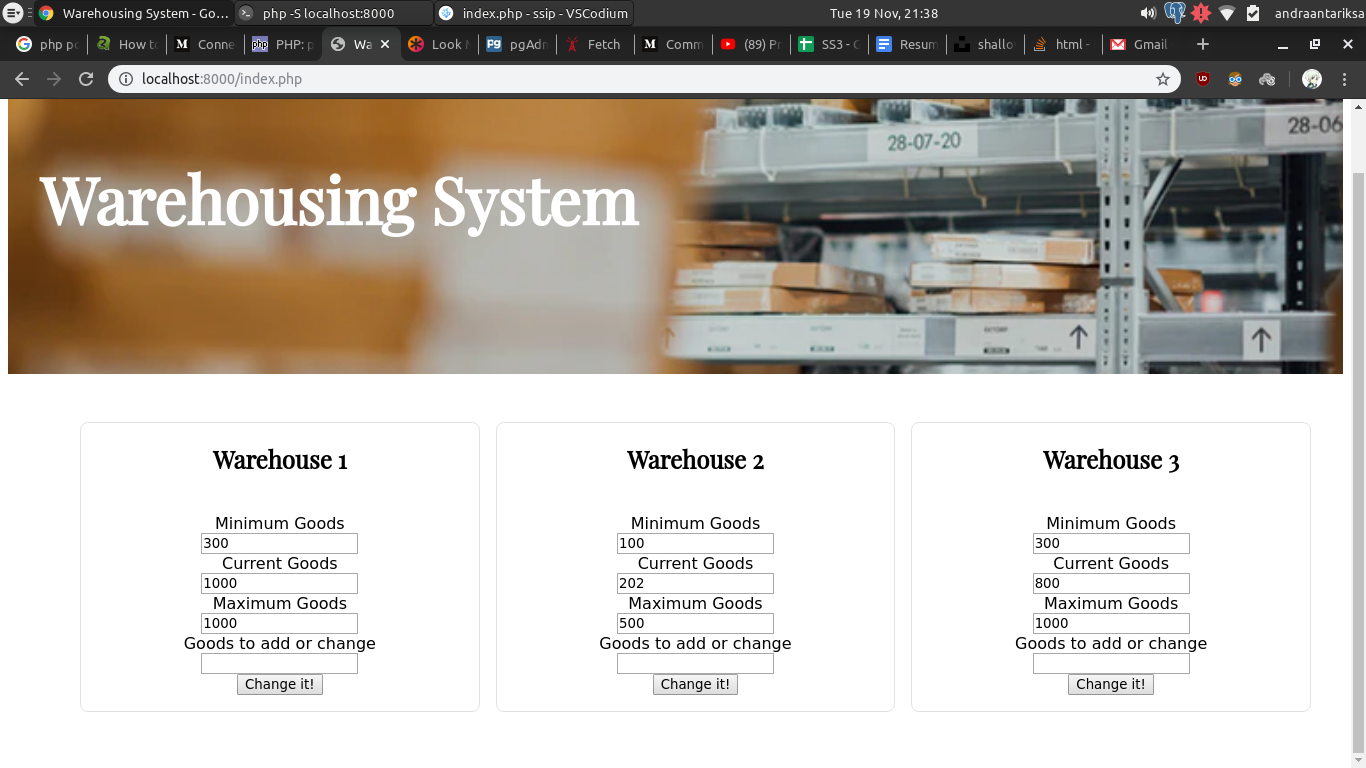 Warehousing System - Go...
php -S localhost:8000
index.php - ssip - VSCodium
Tue 19 Nov, 21:38
andraantariksa
php po
How to
Conne
PHP: p
Wa
Look
pgAdm
Fetch
Comm
(89) Pr
SS3 - C
Resum
shallo
html -
Gmail
localhost:8000/index.php
28-07-20
28-06
Warehousing System
Warehouse 1
Minimum Goods
300
Current Goods
1000
Maximum Goods
1000
Goods to add or change
Change it!
Warehouse 2
Minimum Goods
100
Current Goods
202
Maximum Goods
500
Goods to add or change
Change it!
Warehouse 3
Minimum Goods
300
Current Goods
800
Maximum Goods
1000
Goods to add or change
Change it!